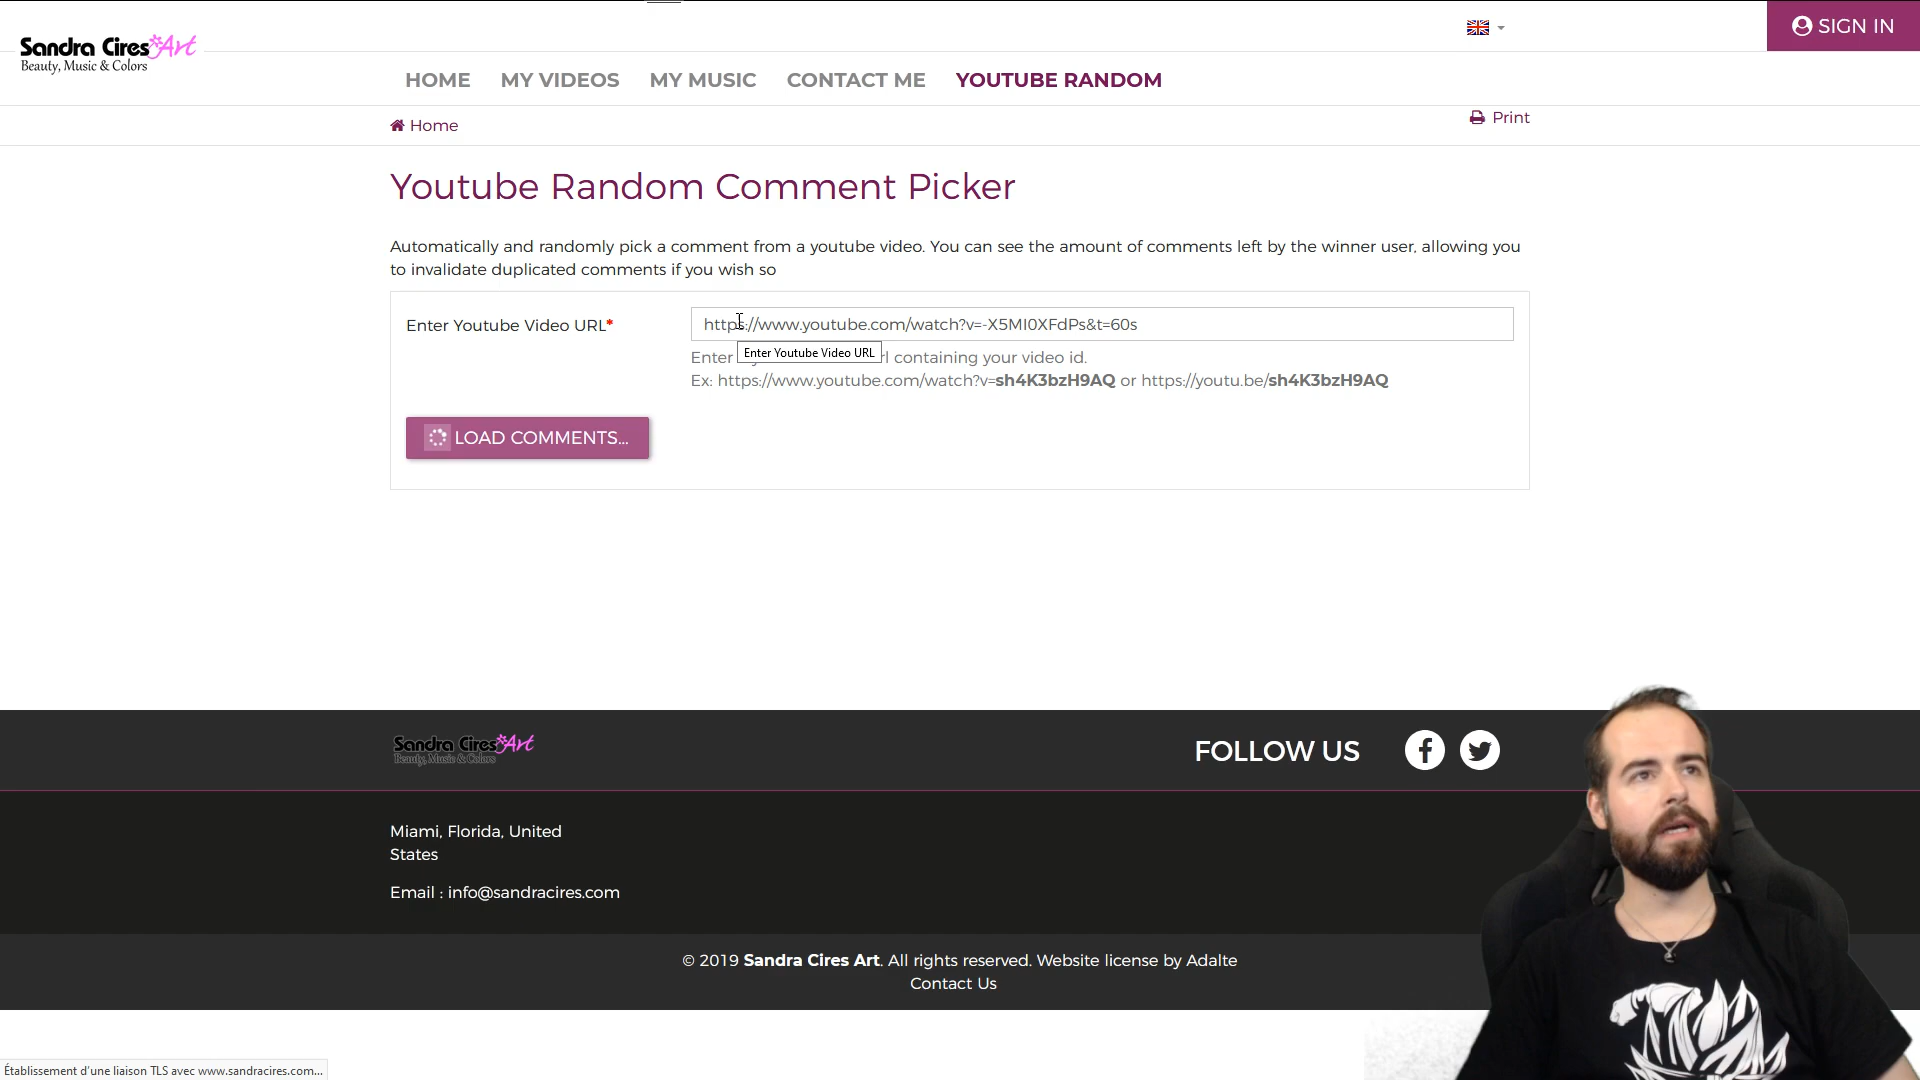 SIGN IN
Sandra Cires Art
Beauty, Music & Colors
HOME MY VIDEOS MY MUSIC CONTACT ME YOUTUBE RANDOM
Home
Print
Youtube Random Comment Picker
Automatically and randomly pick a comment from a youtube video. You can see the amount of comments left by the winner user, allowing you
to invalidate duplicated comments if you wish so
Enter Youtube Video URL*
https://www.youtube.com/watch?v=-X5MI0XFdPs&t=60s
Enter Youtube Video URL
Enter l containing your video id.
Ex: https://www.youtube.com/watch?v=sh4K3bzH9AQ or https://youtu.be/sh4K3bzH9AQ
LOAD COMMENTS...
Sandra Cires Art
Beauty, Music & Colors
FOLLOW US
Miami, Florida, United
States
Email : info@sandracires.com
© 2019 Sandra Cires Art. All rights reserved. Website license by Adalte
Contact Us
Établissement d'une liaison TLS avec www.sandracires.com...